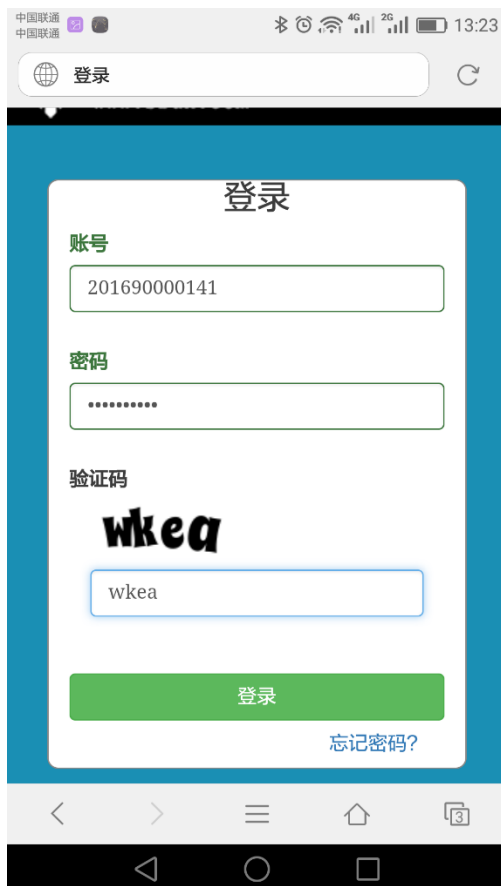 中国联通
中国联通
4G
2G
13:23
登录
登录
账号
201690000141
密码
••••••••••
验证码
wkea
wkea
登录
忘记密码?
3